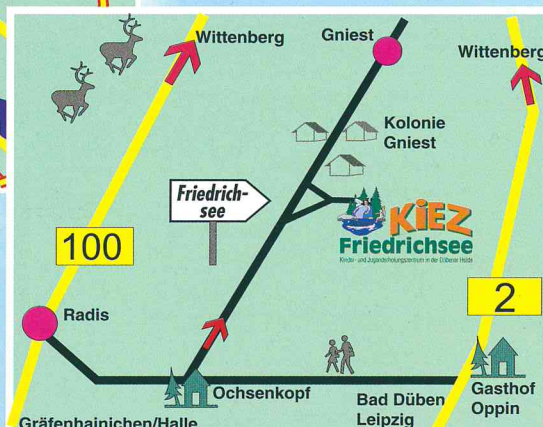 Wittenberg
Gniest
Wittenberg
Kolonie
Gniest
Friedrich-
see
KiEZ
Friedrichsee
Kinder- und Jugenderholungszentrum in der Dübener Heide
100
2
Radis
Ochsenkopf
Bad Düben
Leipzig
Gasthof
Oppin
Gräfenhainichen/Halle